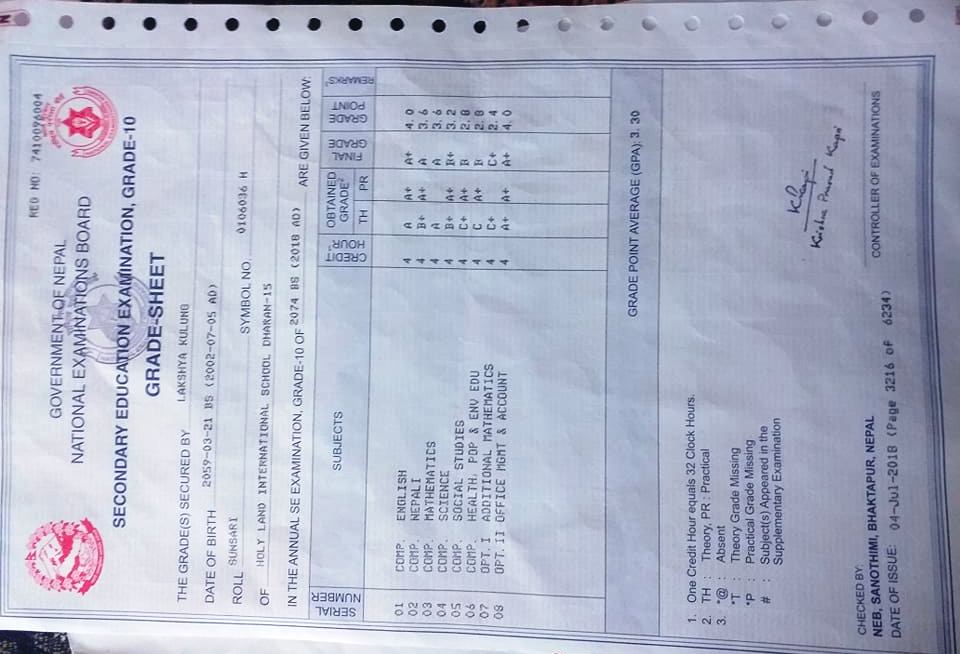 REG NO: 7410096004
GOVERNMENT OF NEPAL
NATIONAL EXAMINATIONS BOARD
SECONDARY EDUCATION EXAMINATION, GRADE-10
GRADE-SHEET
THE GRADE(S) SECURED BY LAKSHYA KULUNG
DATE OF BIRTH 2059-03-21 BS (2002-07-05 AD)
ROLL SUNSARI SYMBOL NO. 0106036 H
OF HOLY LAND INTERNATIONAL SCHOOL DHARAN-15
IN THE ANNUAL SE EXAMINATION, GRADE-10 OF 2074 BS (2018 AD) ARE GIVEN BELOW:
SERIAL NUMBER SUBJECTS CREDIT HOUR¹ OBTAINED GRADE² FINAL GRADE GRADE POINT REMARKS³
TH PR
01 COMP. ENGLISH 4 A A+ A+ 4.0
02 COMP. NEPALI 4 B+ A+ A 3.6
03 COMP. MATHEMATICS 4 A A 3.6
04 COMP. SCIENCE 4 B+ A+ B+ 3.2
05 COMP. SOCIAL STUDIES 4 C+ A+ B 2.8
06 COMP. HEALTH, POP & ENV EDU 4 C A+ B 2.8
07 OPT. I ADDITIONAL MATHEMATICS 4 C+ C+ 2.4
08 OPT. II OFFICE MGMT & ACCOUNT 4 A+ A+ A+ 4.0
GRADE POINT AVERAGE (GPA): 3.30
1. One Credit Hour equals 32 Clock Hours.
2. TH : Theory, PR : Practical
3. *@ : Absent
*T : Theory Grade Missing
*P : Practical Grade Missing
# : Subject(s) Appeared in the
Supplementary Examination
CHECKED BY:
NEB, SANOTHIMI, BHAKTAPUR, NEPAL
DATE OF ISSUE: 04-Jul-2018 (Page 3216 of 6234)
CONTROLLER OF EXAMINATIONS